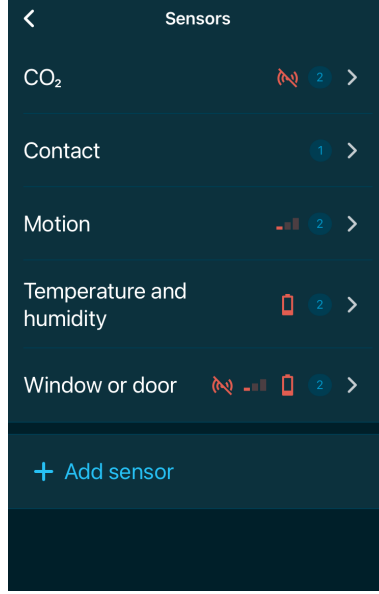 Sensors
CO₂ 2
Contact 1
Motion 2
Temperature and
humidity 2
Window or door 2
+ Add sensor